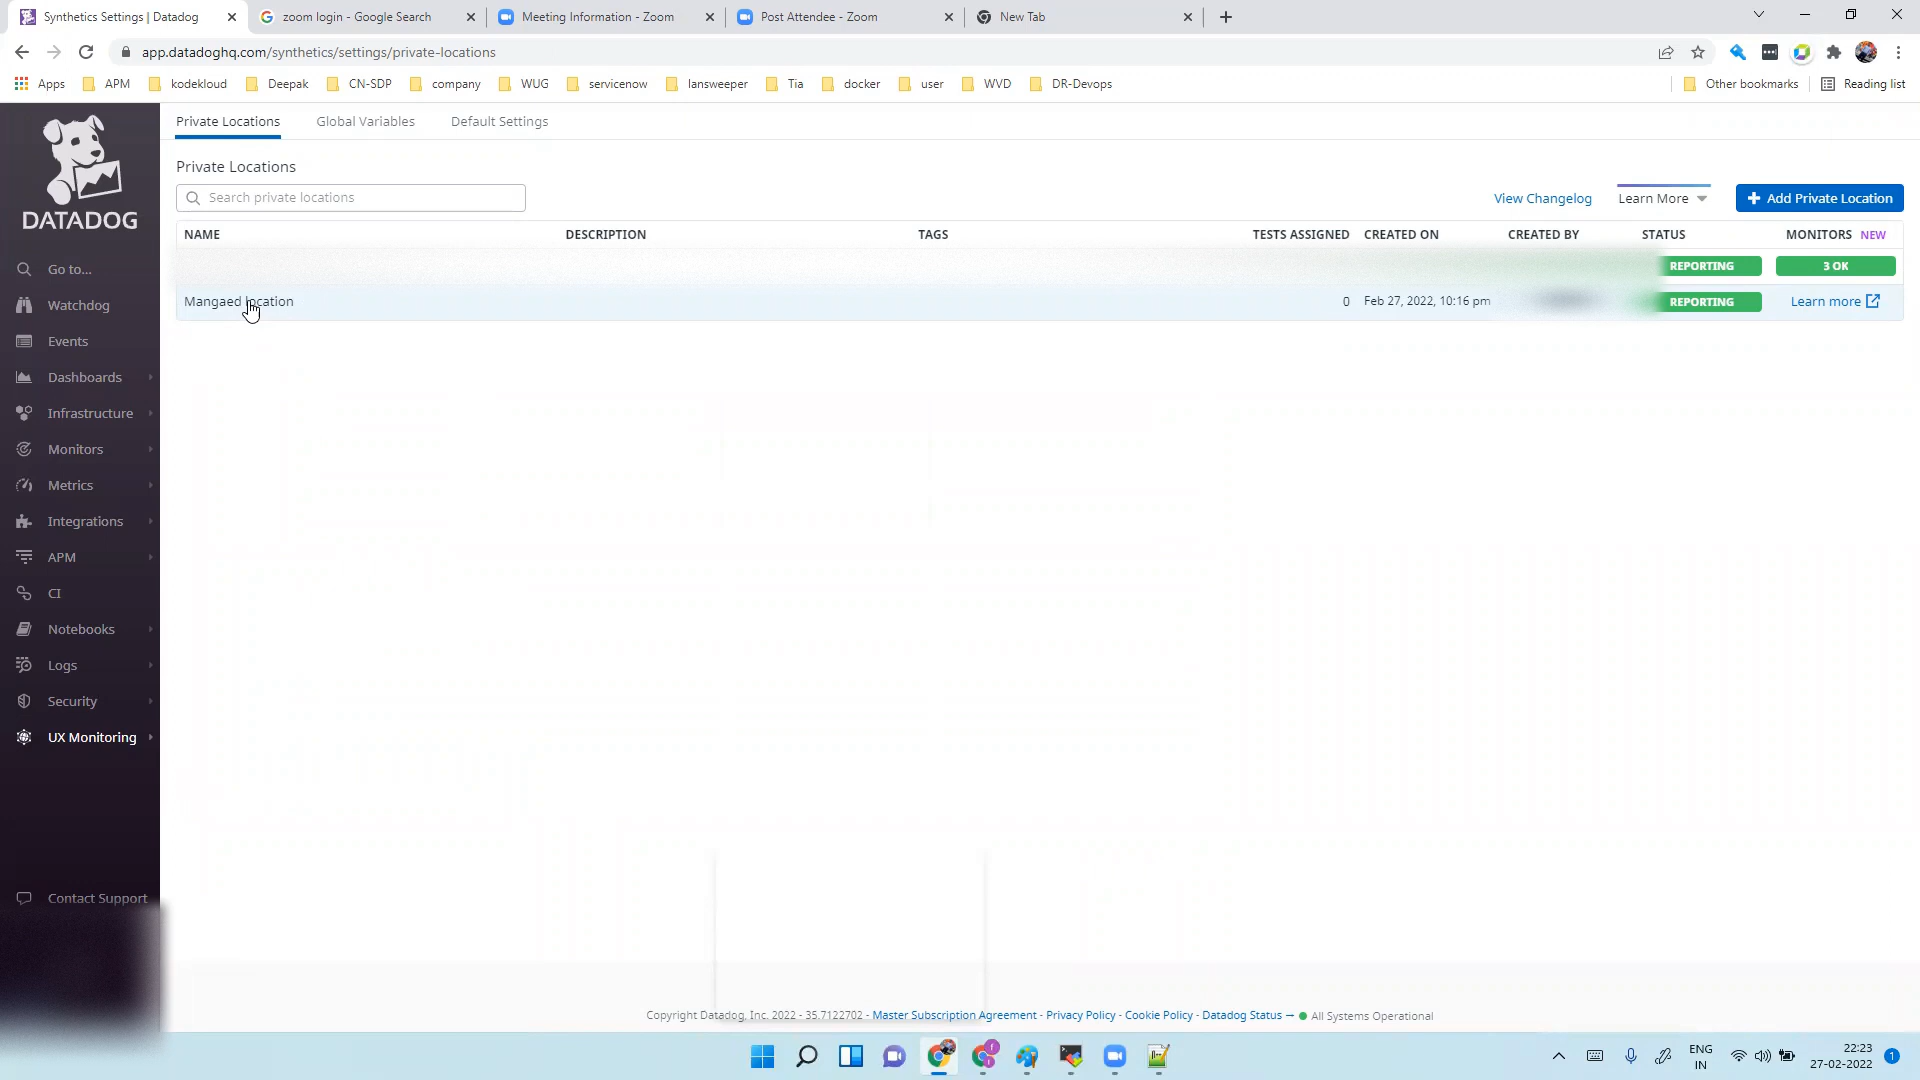 Synthetics Settings | Datadog
zoom login - Google Search
Meeting Information - Zoom
Post Attendee - Zoom
New Tab
app.datadoghq.com/synthetics/settings/private-locations
Apps APM kodekloud Deepak CN-SDP company WUG servicenow lansweeper Tia docker user WVD DR-Devops Other bookmarks Reading list
DATADOG
Go to...
Watchdog
Events
Dashboards
Infrastructure
Monitors
Metrics
Integrations
APM
CI
Notebooks
Logs
Security
UX Monitoring
Contact Support
Private Locations Global Variables Default Settings
Private Locations
Search private locations
View Changelog Learn More + Add Private Location
NAME DESCRIPTION TAGS TESTS ASSIGNED CREATED ON CREATED BY STATUS MONITORS NEW
REPORTING 3 OK
Mangaed location 0 Feb 27, 2022, 10:16 pm REPORTING Learn more
Copyright Datadog, Inc. 2022 - 35.7122702 - Master Subscription Agreement - Privacy Policy - Cookie Policy - Datadog Status → All Systems Operational
ENG
IN
22:23
27-02-2022
1